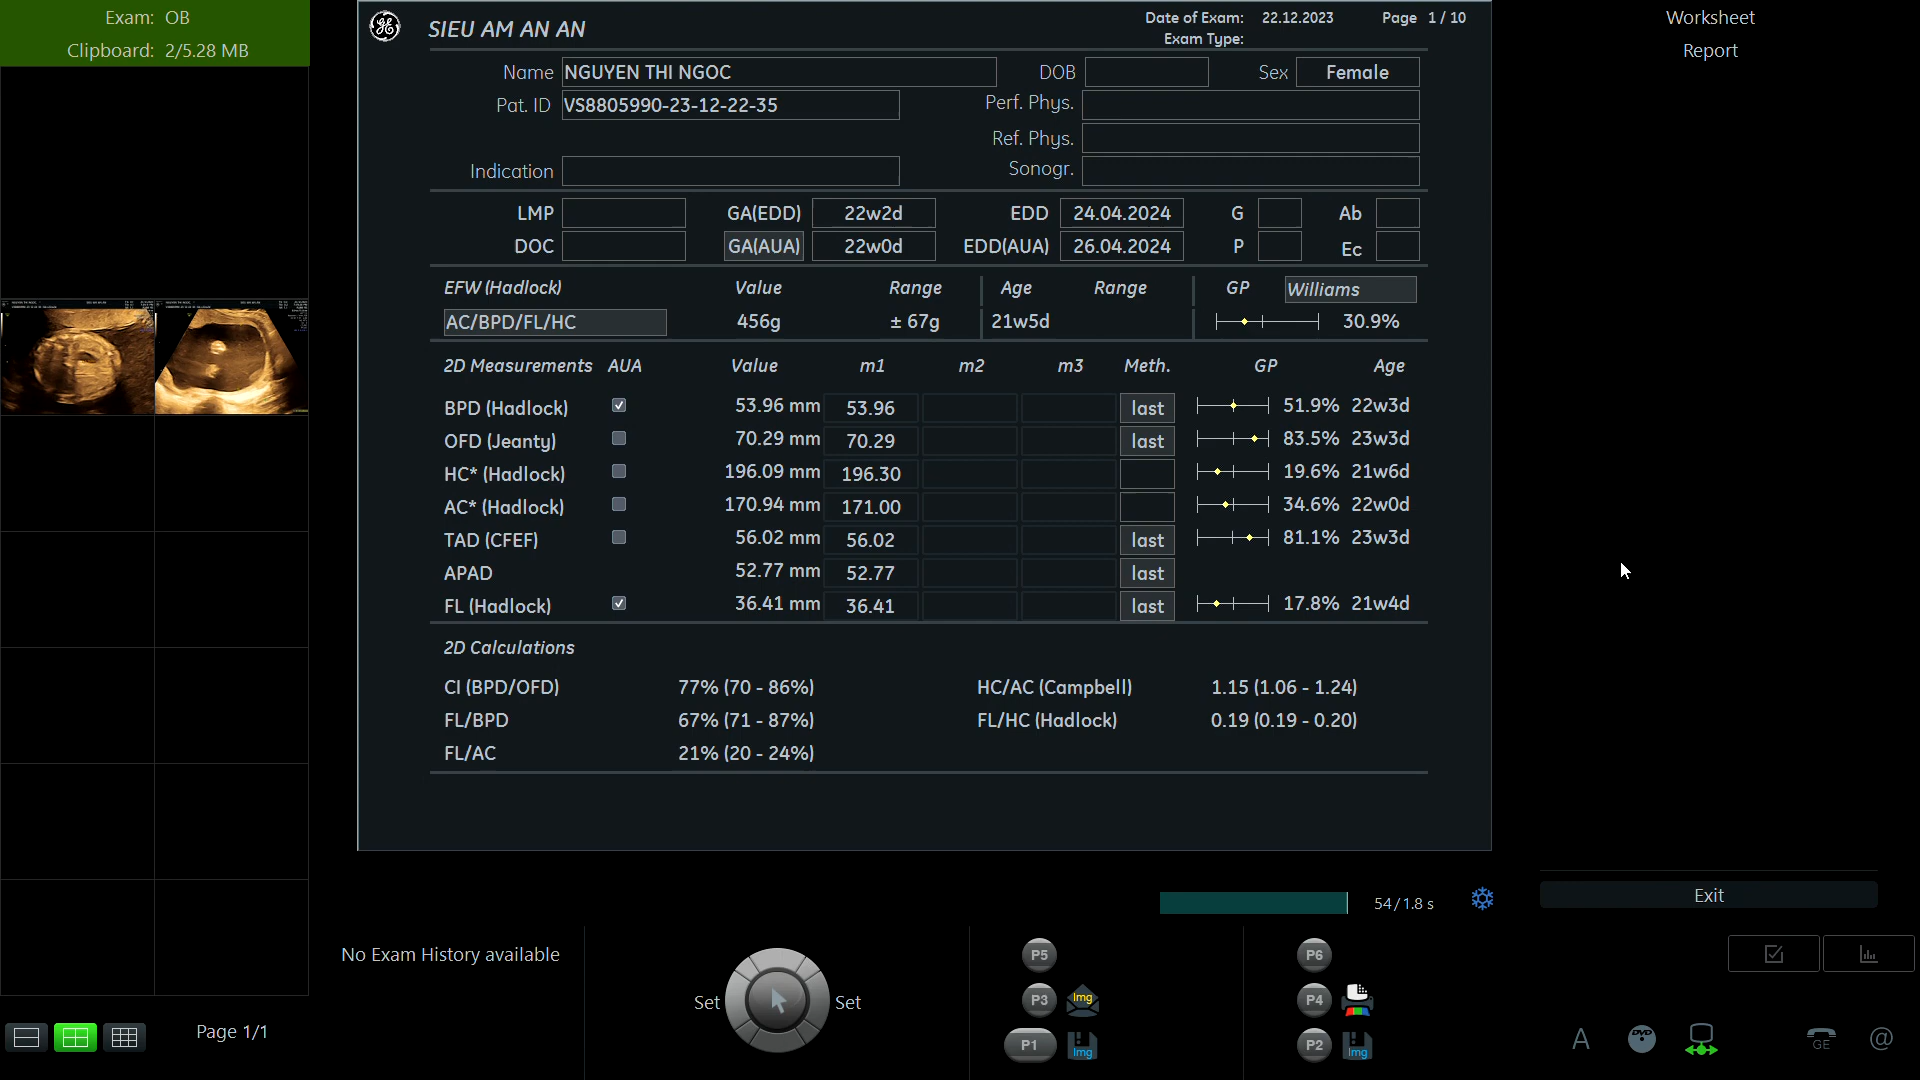 Exam: OB
Clipboard: 2/5.28 MB
SIEU AM AN AN
Date of Exam: 22.12.2023 Page 1 / 10
Exam Type:
Worksheet
Report
Name NGUYEN THI NGOC DOB Sex Female
Pat. ID VS8805990-23-12-22-35 Perf. Phys.
Ref. Phys.
Indication Sonogr.
LMP GA(EDD) 22w2d EDD 24.04.2024 G Ab
DOC GA(AUA) 22w0d EDD(AUA) 26.04.2024 P Ec
EFW (Hadlock) Value Range Age Range GP Williams
AC/BPD/FL/HC 456g ± 67g 21w5d 30.9%
2D Measurements AUA Value m1 m2 m3 Meth. GP Age
BPD (Hadlock) 53.96 mm 53.96 last 51.9% 22w3d
OFD (Jeanty) 70.29 mm 70.29 last 83.5% 23w3d
HC* (Hadlock) 196.09 mm 196.30 19.6% 21w6d
AC* (Hadlock) 170.94 mm 171.00 34.6% 22w0d
TAD (CFEF) 56.02 mm 56.02 last 81.1% 23w3d
APAD 52.77 mm 52.77 last
FL (Hadlock) 36.41 mm 36.41 last 17.8% 21w4d
2D Calculations
CI (BPD/OFD) 77% (70 - 86%) HC/AC (Campbell) 1.15 (1.06 - 1.24)
FL/BPD 67% (71 - 87%) FL/HC (Hadlock) 0.19 (0.19 - 0.20)
FL/AC 21% (20 - 24%)
54 / 1.8 s
Exit
No Exam History available
Set Set
P5 P6
P3 Img P4
P1 Img P2 Img
Page 1/1
A DVD GE @